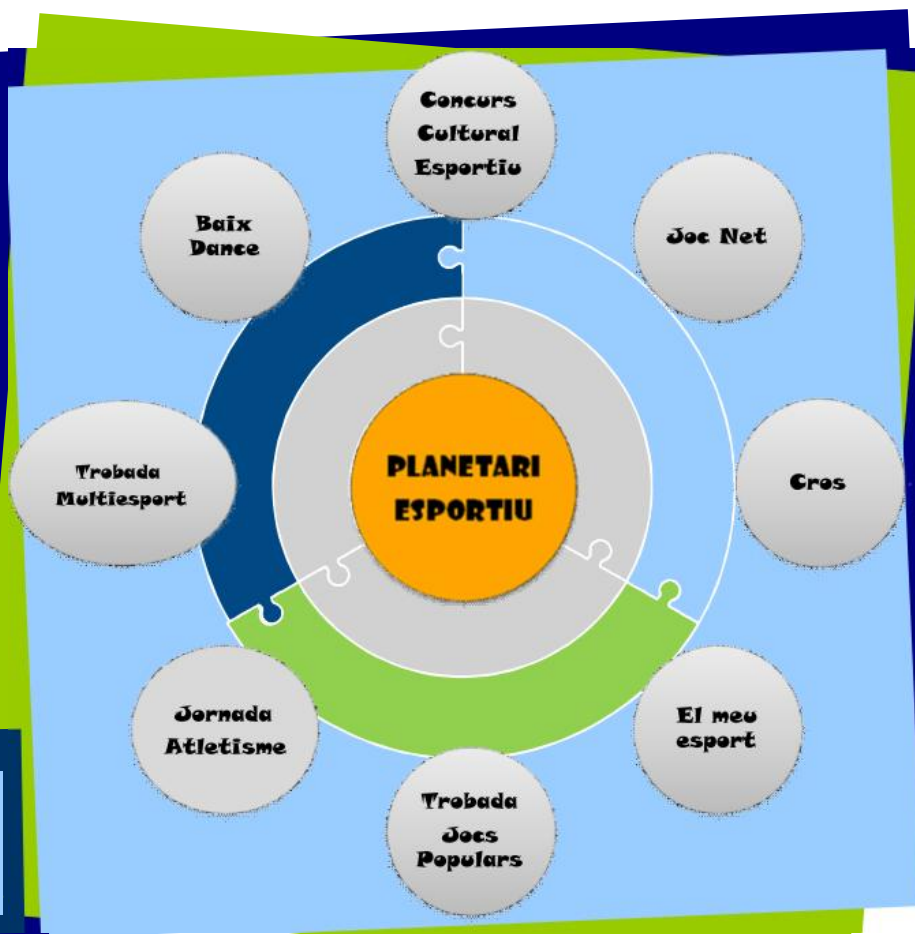 Concurs
Cultural
Esportiu
Baix
Dance
Joc Net
PLANETARI
ESPORTIU
Trobada
Multiesport
Cros
Jornada
Atletisme
El meu
esport
Trobada
Jocs
Populars